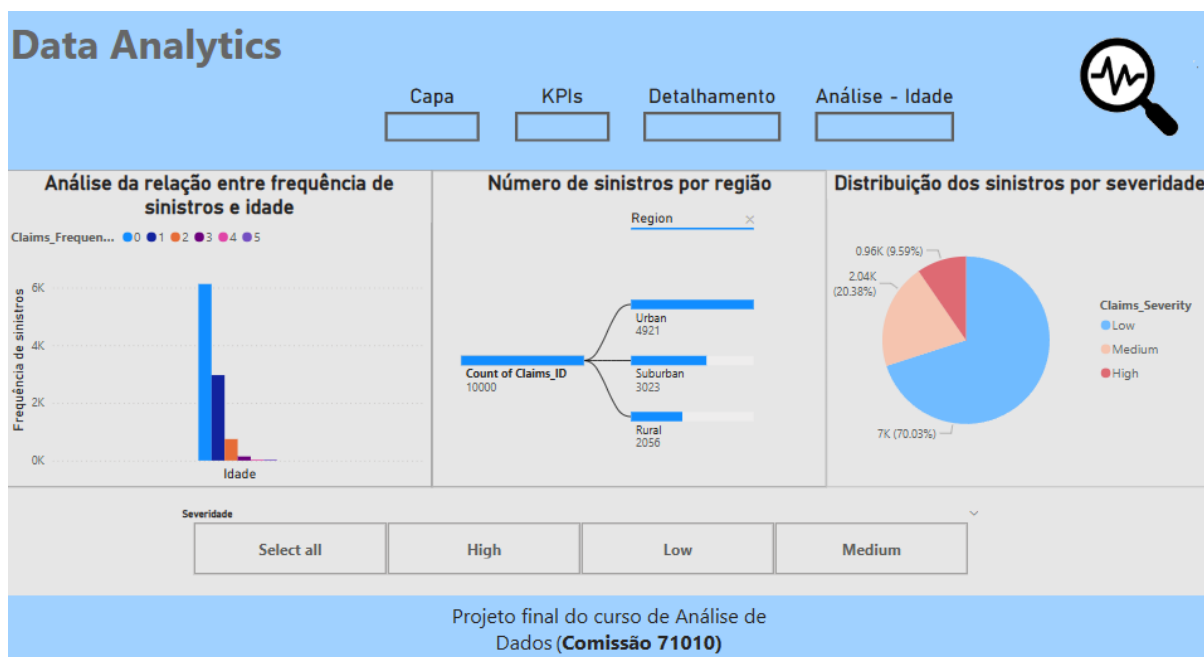 Data Analytics
Capa
KPIs
Detalhamento
Análise - Idade
Análise da relação entre frequência de
sinistros e idade
Claims_Frequen... 0 1 2 3 4 5
Frequência de sinistros
6K
4K
2K
0K
Idade
Número de sinistros por região
Region
Count of Claims_ID
10000
Urban
4921
Suburban
3023
Rural
2056
Distribuição dos sinistros por severidade
0.96K (9.59%)
2.04K
(20.38%)
7K (70.03%)
Claims_Severity
Low
Medium
High
Severidade
Select all
High
Low
Medium
Projeto final do curso de Análise de
Dados (Comissão 71010)